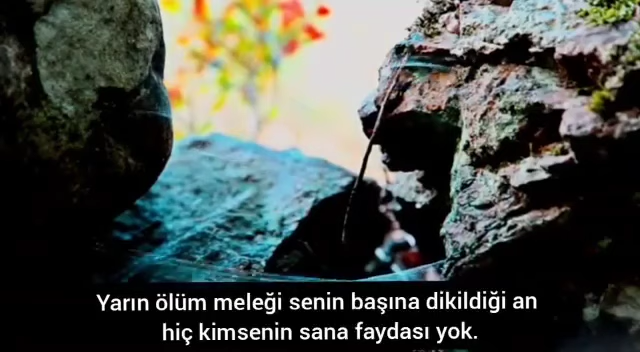 Yarın ölüm meleği senin başına dikildiği an
hiç kimsenin sana faydası yok.